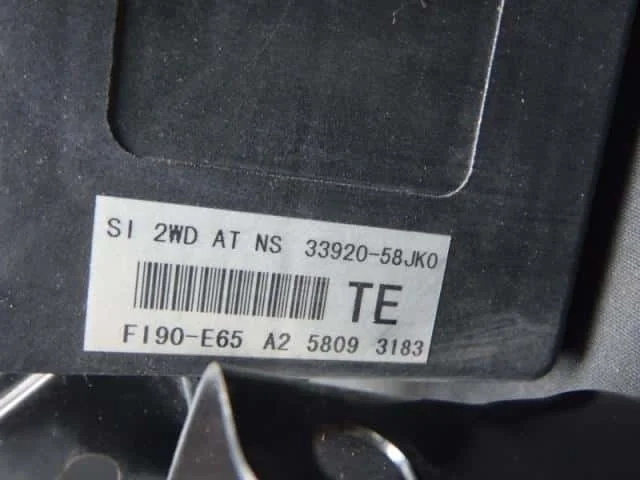 SI 2WD AT NS 33920-58JK0
TE
FI90-E65 A2 5809 3183